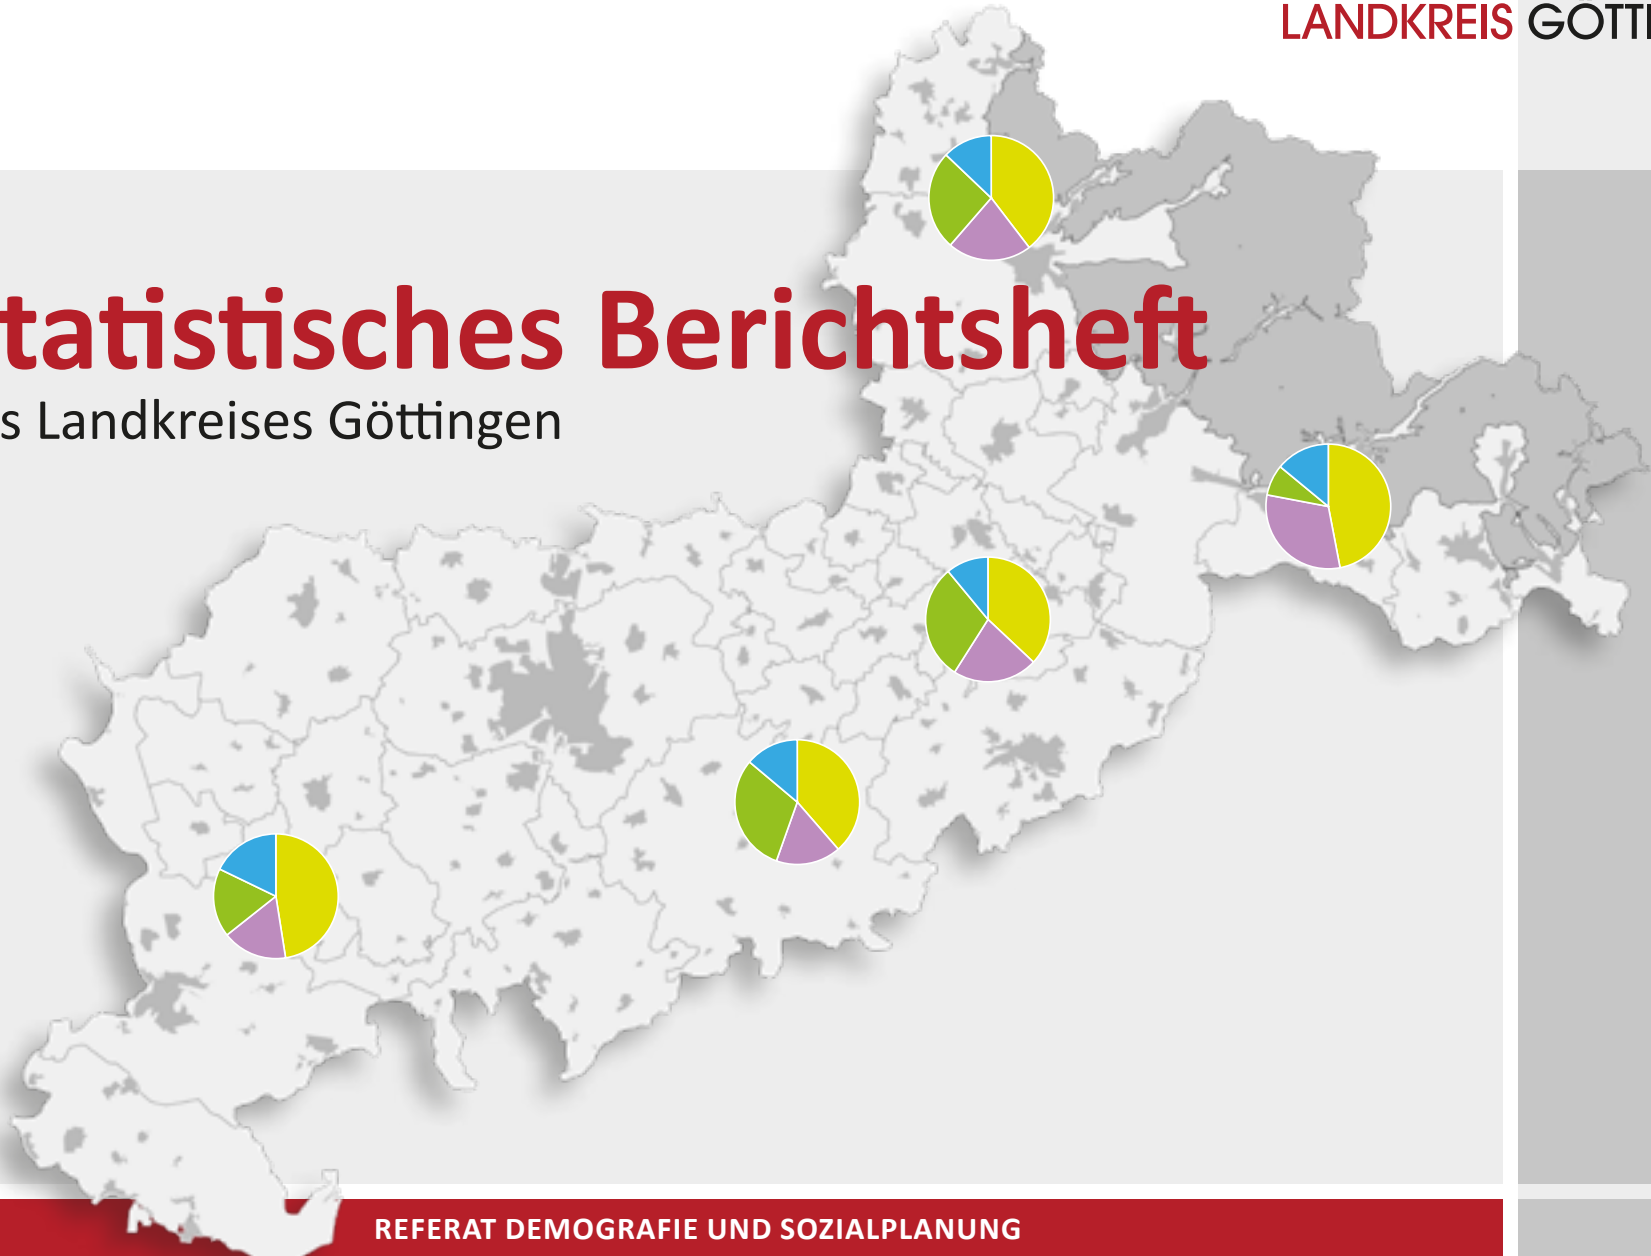 LANDKREIS GÖTTI
tatistisches Berichtsheft
s Landkreises Göttingen
REFERAT DEMOGRAFIE UND SOZIALPLANUNG